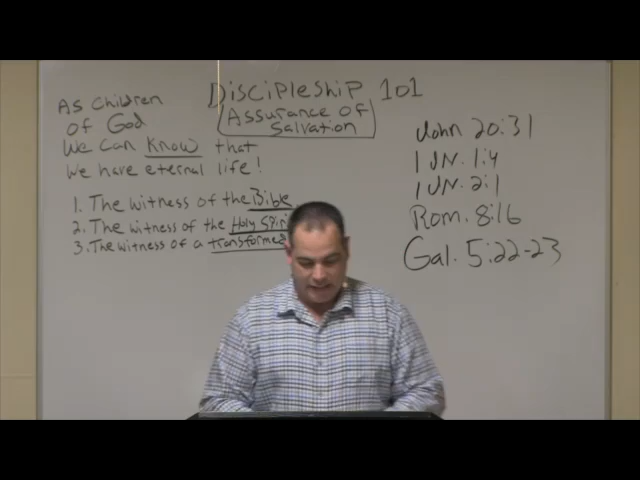 Discipleship 101
Assurance of
Salvation
As Children
of God
We can know that
We have eternal life!
1. The witness of the Bible.
2. The witness of the Holy Spiri
3. The witness of a transforme
John 20:31
1 JN. 1:4
1 JN. 2:1
Rom. 8:16
Gal. 5:22-23